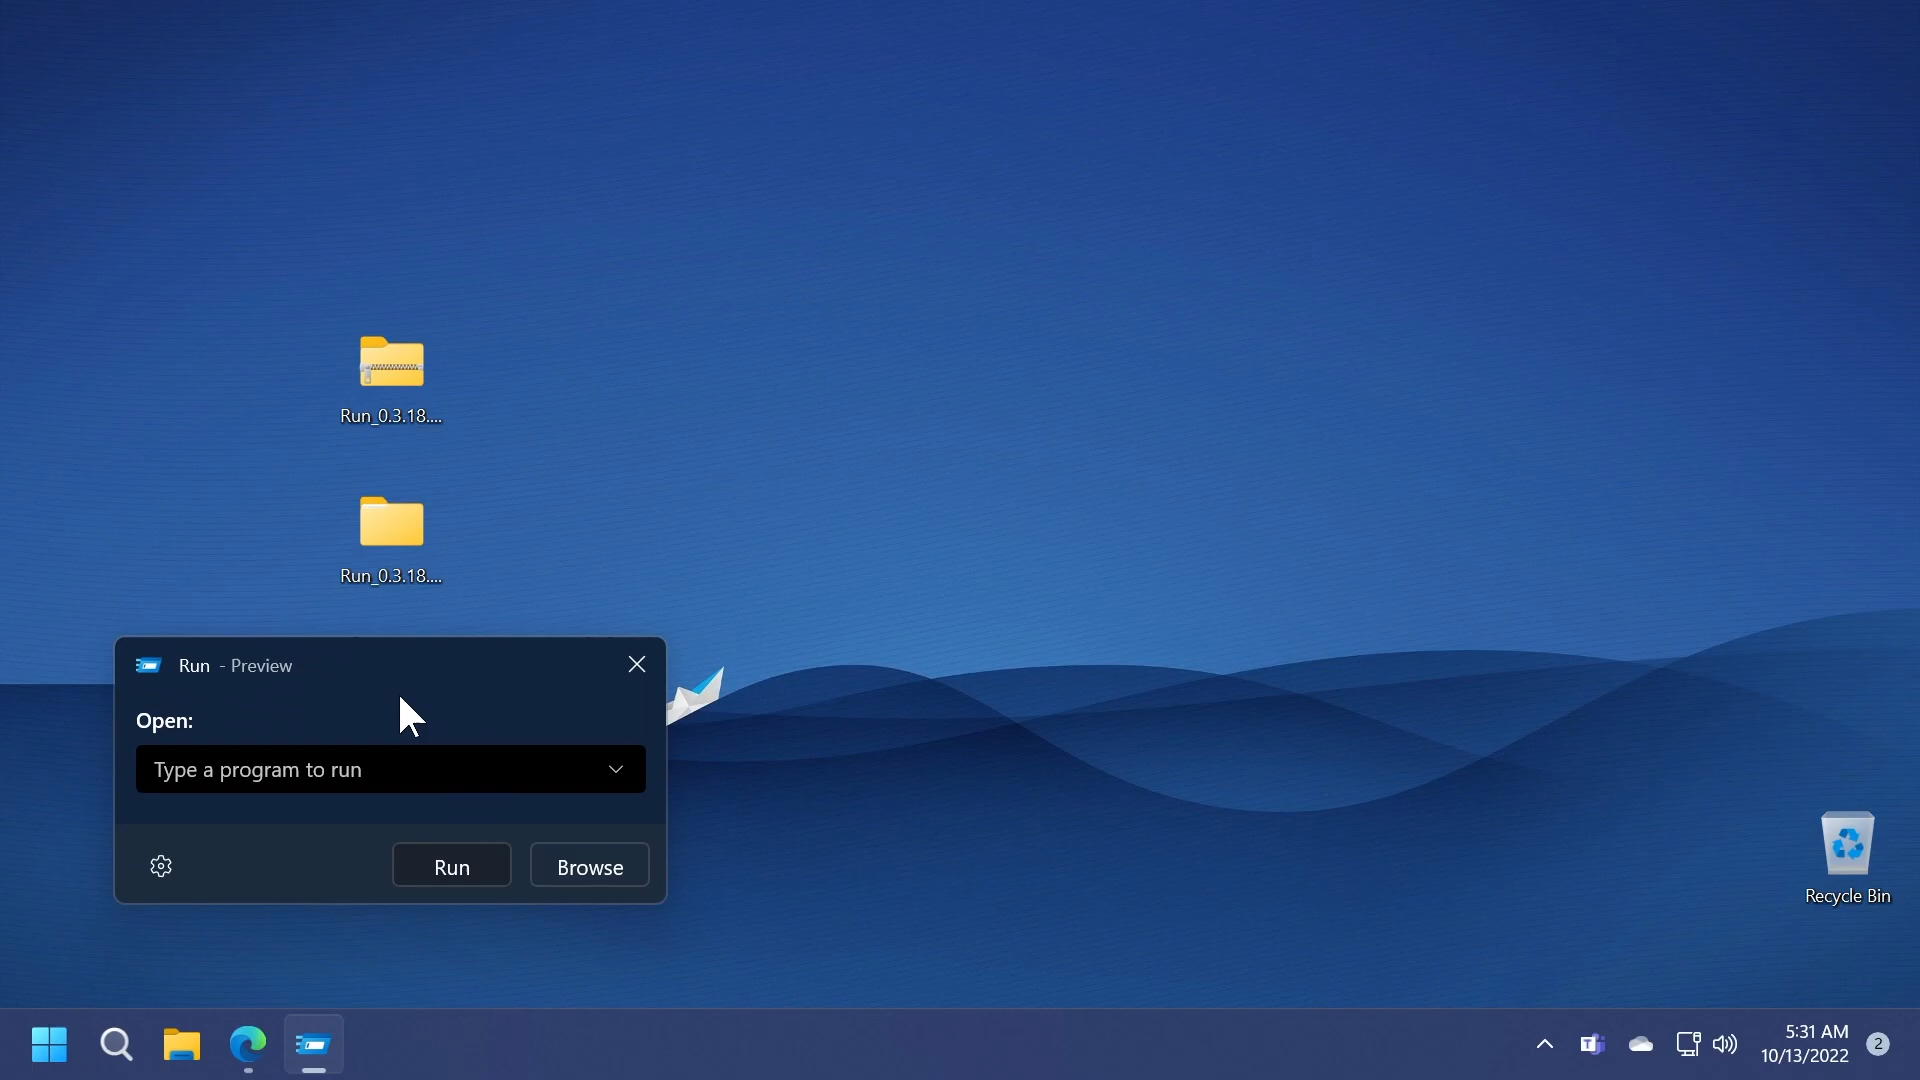 Run_0.3.18....
Run_0.3.18....
Run - Preview
Open:
Type a program to run
Run
Browse
Recycle Bin
T
5:31 AM
10/13/2022
2